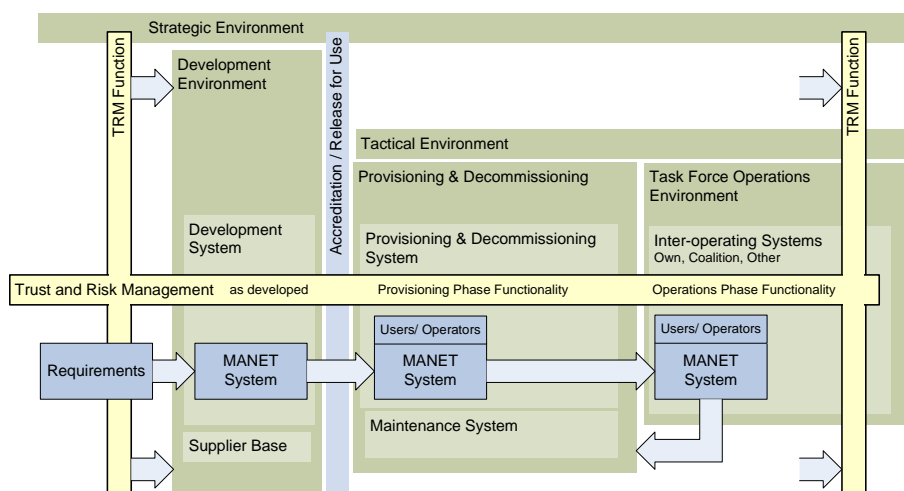 Strategic Environment
TRM Function
Development
Environment
Accreditation / Release for Use
TRM Function
Tactical Environment
Provisioning & Decommissioning
Task Force Operations
Environment
Development
System
Provisioning & Decommissioning
System
Inter-operating Systems
Own, Coalition, Other
Trust and Risk Management
as developed
Provisioning Phase Functionality
Operations Phase Functionality
Requirements
MANET
System
Users/ Operators
MANET
System
Users/ Operators
MANET
System
Supplier Base
Maintenance System